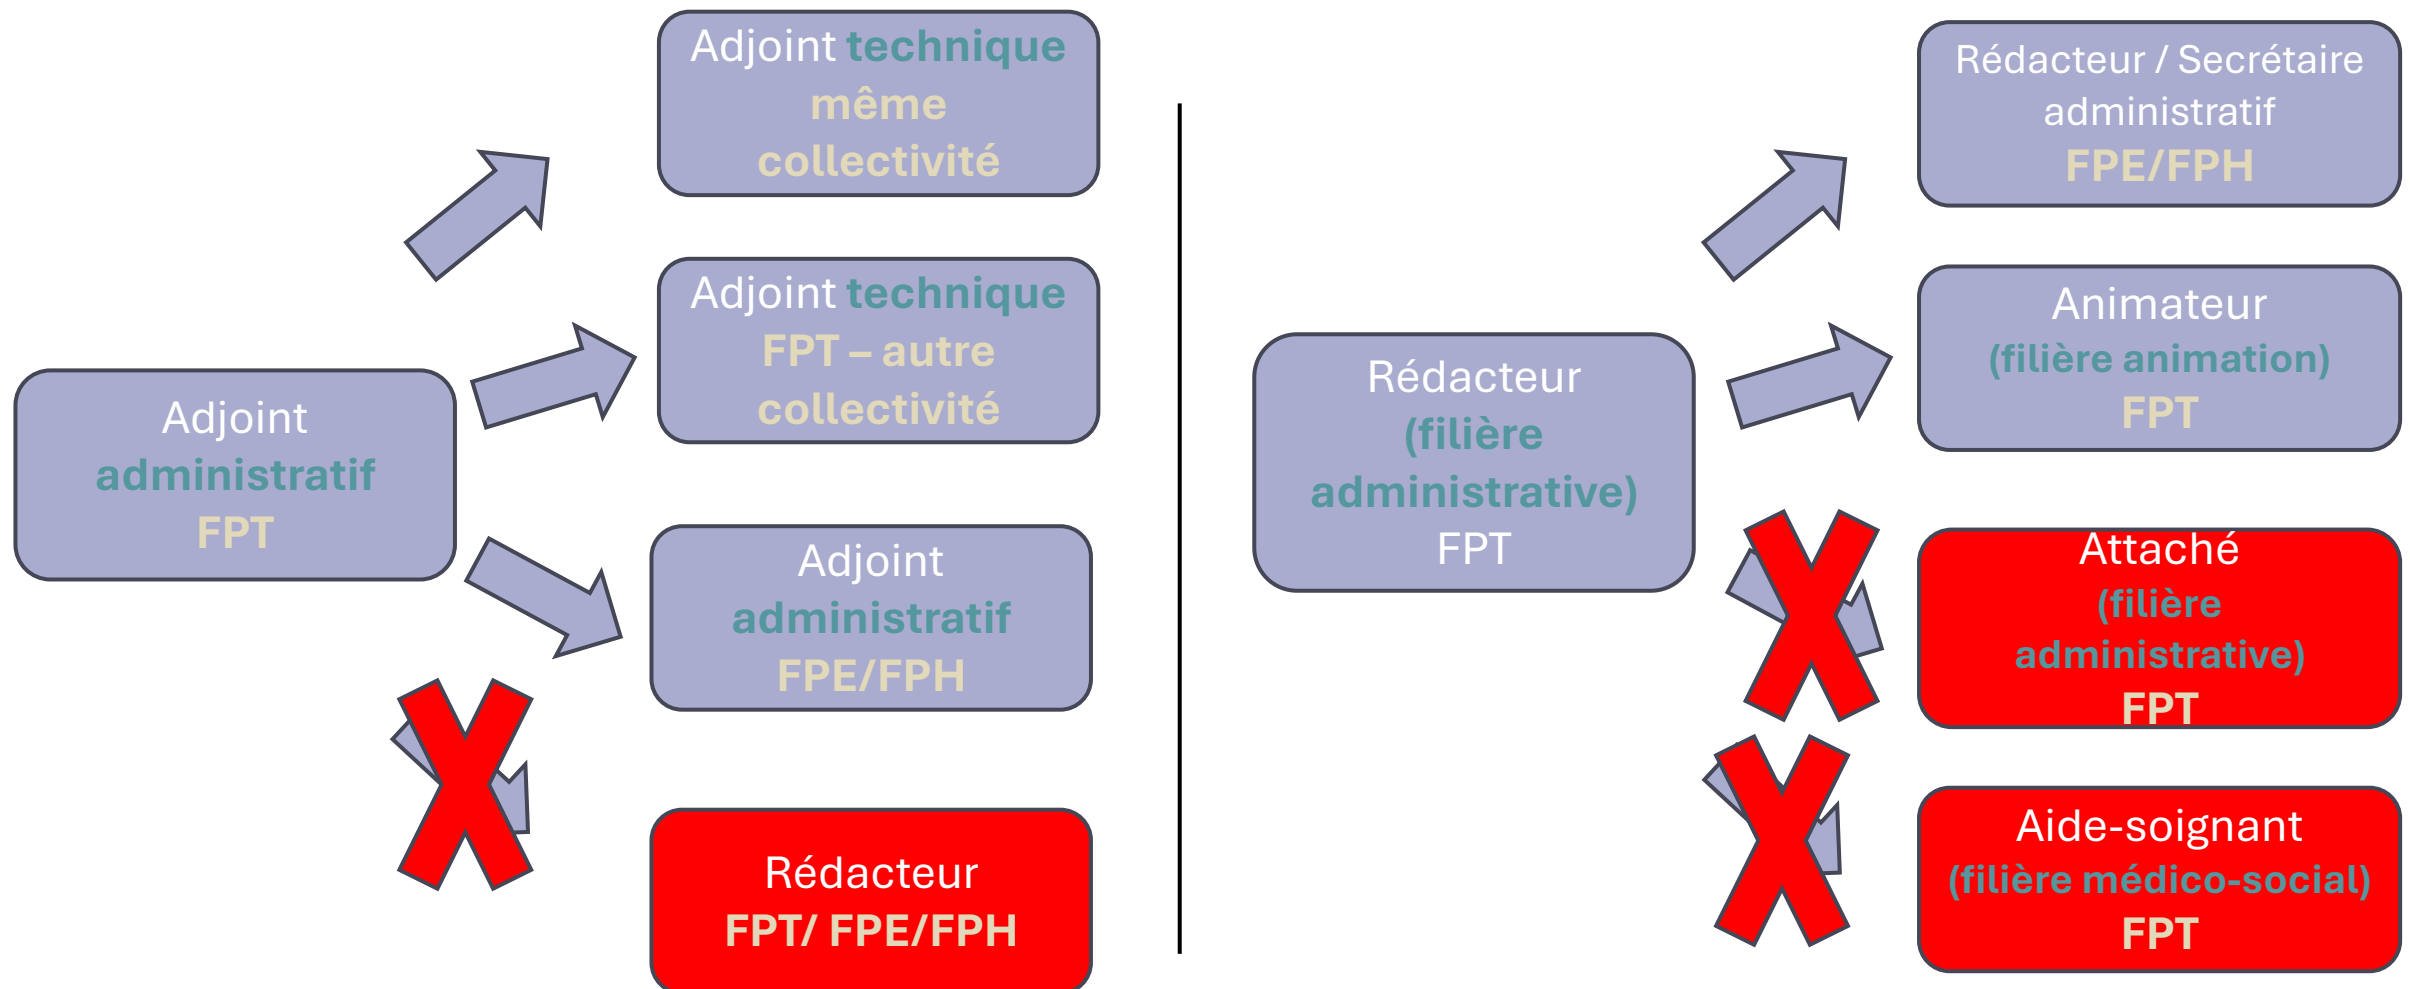 Adjoint
administratif
FPT
Adjoint technique
même
collectivité
Adjoint technique
FPT – autre
collectivité
Adjoint
administratif
FPE/FPH
Rédacteur
FPT/ FPE/FPH
Rédacteur
(filière
administrative)
FPT
Rédacteur / Secrétaire
administratif
FPE/FPH
Animateur
(filière animation)
FPT
Attaché
(filière
administrative)
FPT
Aide-soignant
(filière médico-social)
FPT